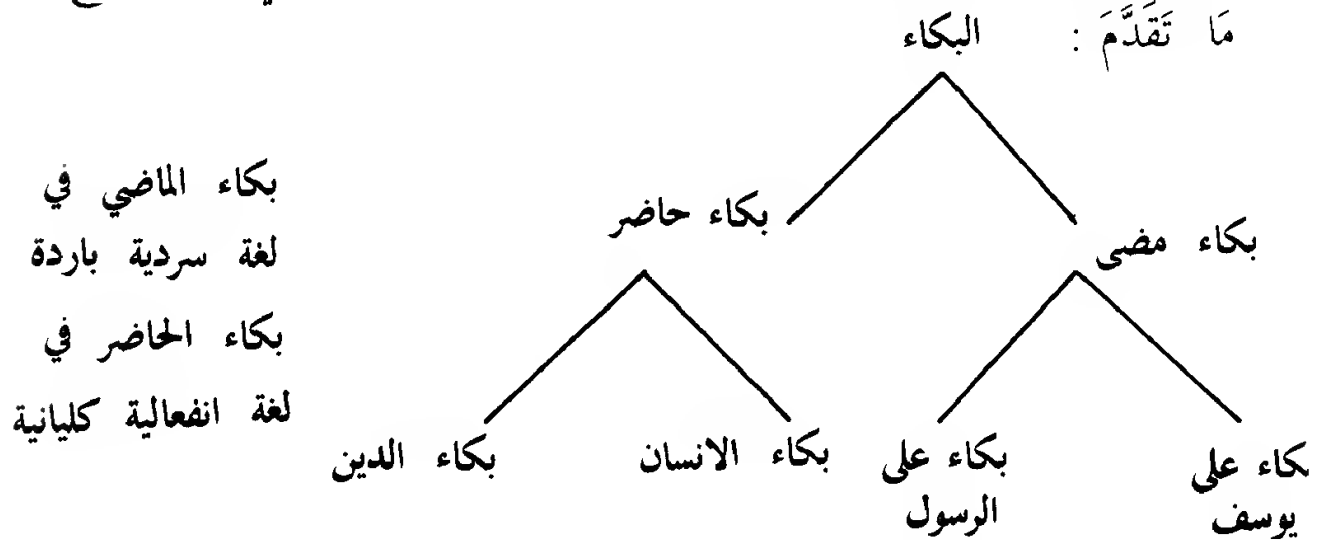 مَا تَقَدَّمَ : البكاء
بكاء مضى
بكاء حاضر
بكاء على
يوسف
بكاء على
الرسول
بكاء الانسان
بكاء الدين
بكاء الماضي في
لغة سردية باردة
بكاء الحاضر في
لغة انفعالية كليانية